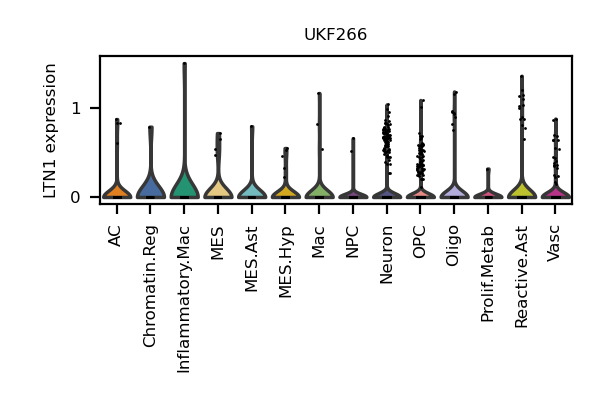 UKF266
LTN1 expression
1
0
AC
Chromatin.Reg
Inflammatory.Mac
MES
MES.Ast
MES.Hyp
Mac
NPC
Neuron
OPC
Oligo
Prolif.Metab
Reactive.Ast
Vasc